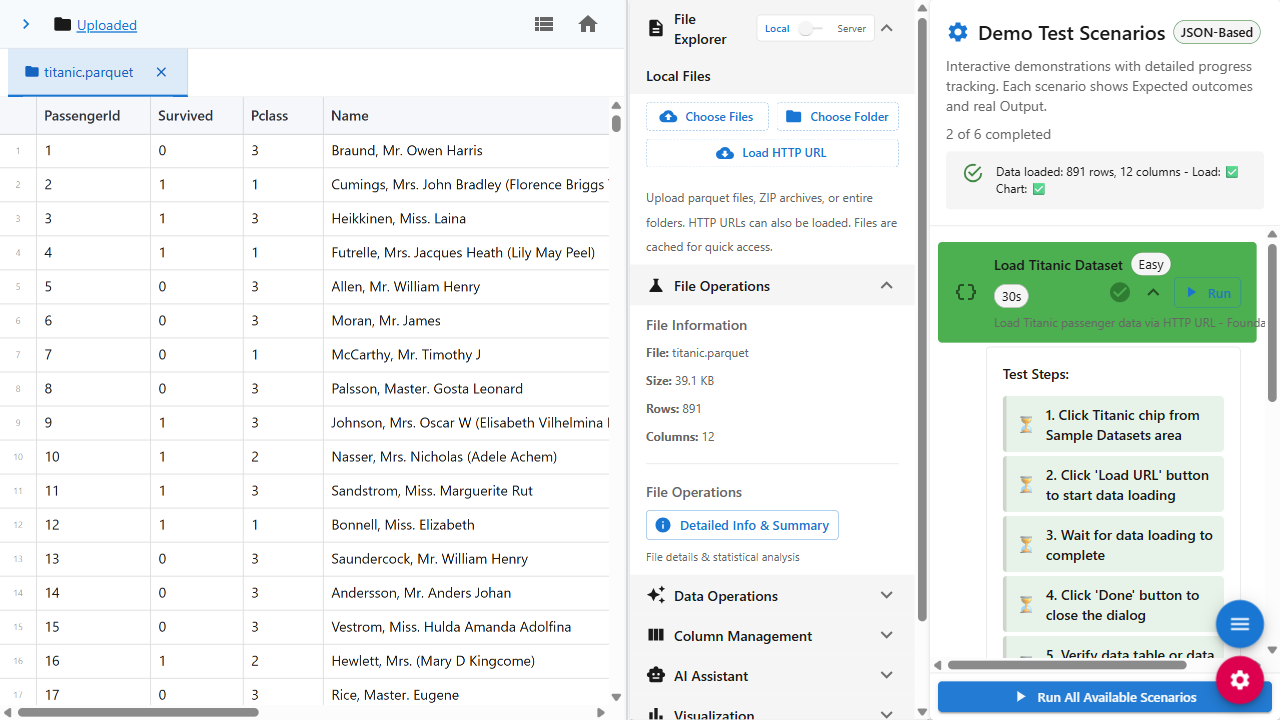 Uploaded
titanic.parquet
PassengerId Survived Pclass Name
1 1 0 3 Braund, Mr. Owen Harris
2 2 1 1 Cumings, Mrs. John Bradley (Florence Briggs
3 3 1 3 Heikkinen, Miss. Laina
4 4 1 1 Futrelle, Mrs. Jacques Heath (Lily May Peel)
5 5 0 3 Allen, Mr. William Henry
6 6 0 3 Moran, Mr. James
7 7 0 1 McCarthy, Mr. Timothy J
8 8 0 3 Palsson, Master. Gosta Leonard
9 9 1 3 Johnson, Mrs. Oscar W (Elisabeth Vilhelmina
10 10 1 2 Nasser, Mrs. Nicholas (Adele Achem)
11 11 1 3 Sandstrom, Miss. Marguerite Rut
12 12 1 1 Bonnell, Miss. Elizabeth
13 13 0 3 Saundercock, Mr. William Henry
14 14 0 3 Andersson, Mr. Anders Johan
15 15 0 3 Vestrom, Miss. Hulda Amanda Adolfina
16 16 1 2 Hewlett, Mrs. (Mary D Kingcome)
17 17 0 3 Rice, Master. Eugene
File
Explorer
Local Server
Local Files
Choose Files
Choose Folder
Load HTTP URL
Upload parquet files, ZIP archives, or entire
folders. HTTP URLs can also be loaded. Files are
cached for quick access.
File Operations
File Information
File: titanic.parquet
Size: 39.1 KB
Rows: 891
Columns: 12
File Operations
Detailed Info & Summary
File details & statistical analysis
Data Operations
Column Management
AI Assistant
Visualization
Demo Test Scenarios JSON-Based
Interactive demonstrations with detailed progress
tracking. Each scenario shows Expected outcomes
and real Output.
2 of 6 completed
Data loaded: 891 rows, 12 columns - Load: ✅
Chart: ✅
Load Titanic Dataset Easy
30s Run
Load Titanic passenger data via HTTP URL - Founda
Test Steps:
1. Click Titanic chip from
Sample Datasets area
2. Click 'Load URL' button
to start data loading
3. Wait for data loading to
complete
4. Click 'Done' button to
close the dialog
5. Verify data table or data
Run All Available Scenarios